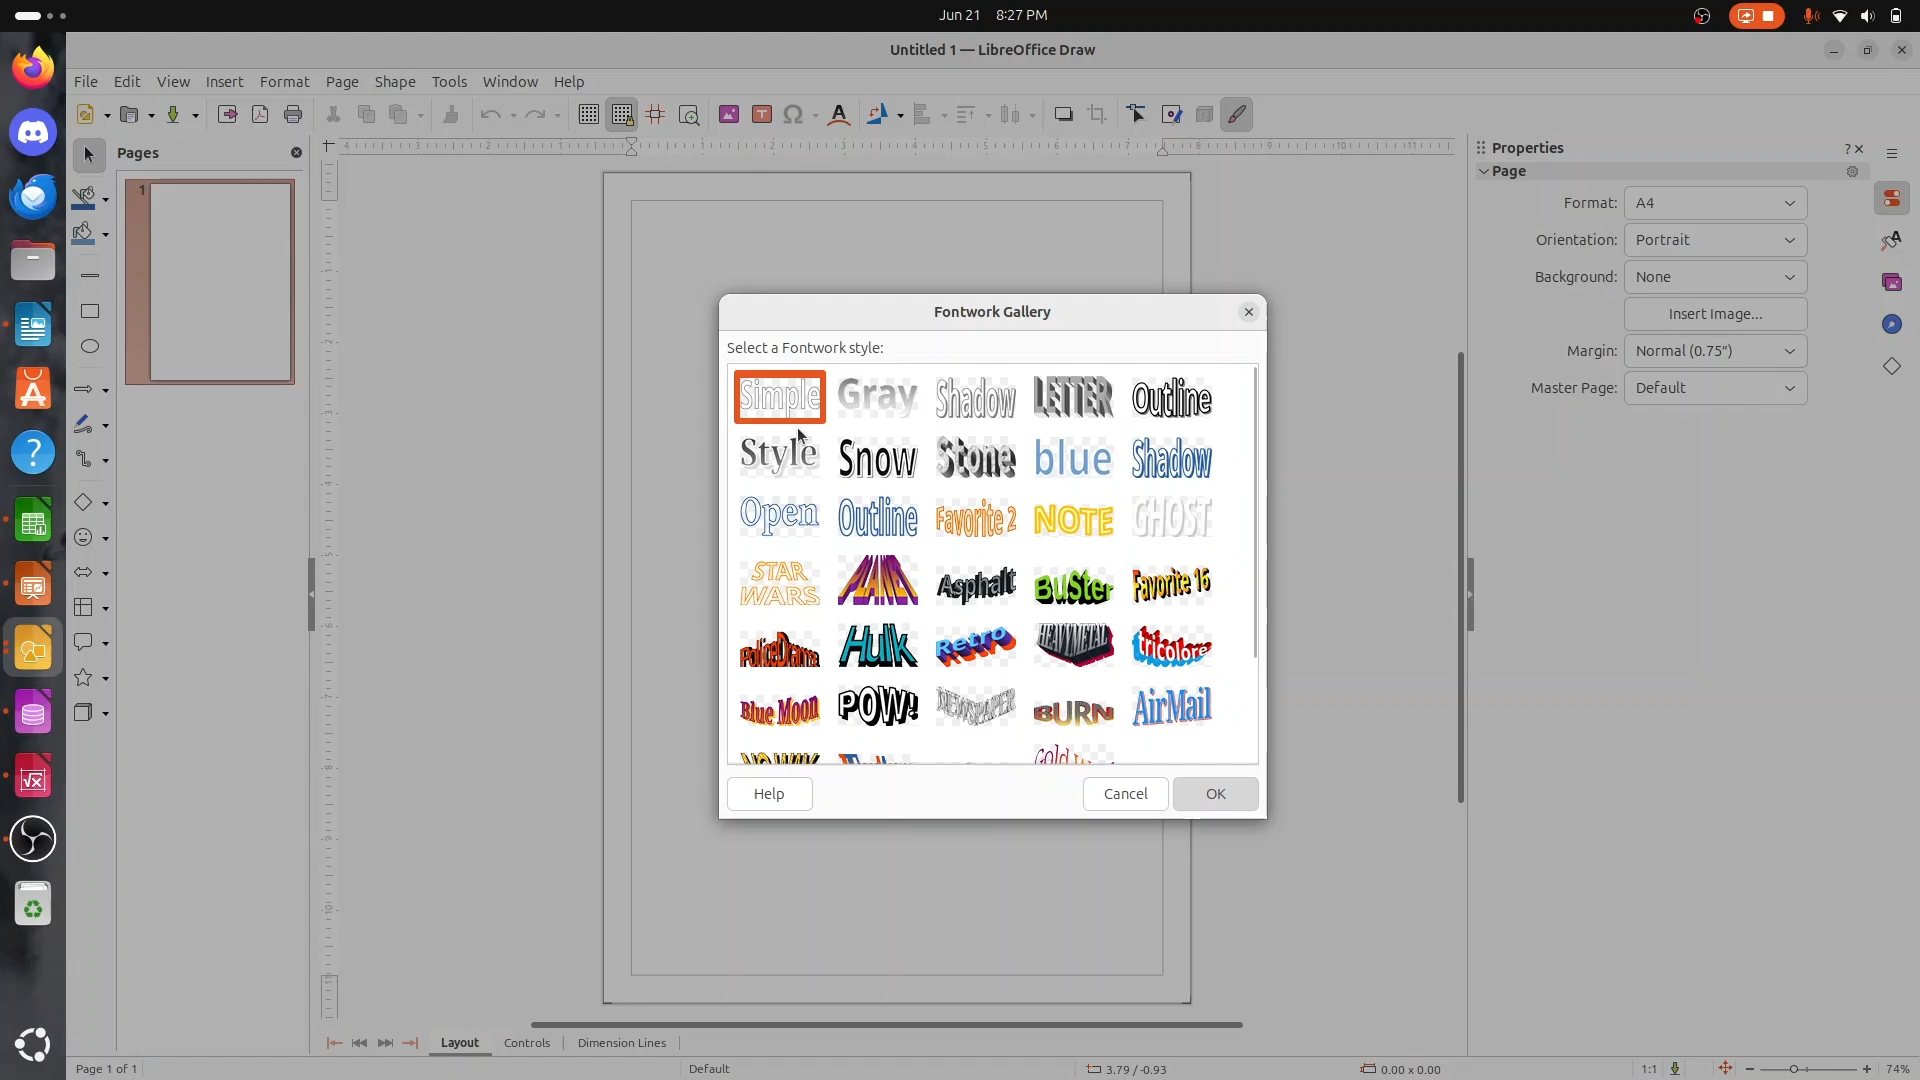 Jun 21 8:27 PM
Untitled 1 — LibreOffice Draw
File Edit View Insert Format Page Shape Tools Window Help
Pages
1
Properties
Page
Format: A4
Orientation: Portrait
Background: None
Insert Image...
Margin: Normal (0.75")
Master Page: Default
Fontwork Gallery
Select a Fontwork style:
Simple Gray Shadow LETTER Outline
Style Snow Stone blue Shadow
Open Outline Favorite 2 NOTE GHOST
STAR WARS PLANET Asphalt BuSter Favorite 16
PoliceDrama Hulk Retro HEAVYMETAL tricolore
Blue Moon POW! NEWSPAPER BURN AirMail
Help Cancel OK
Layout Controls Dimension Lines
Page 1 of 1 Default 3.79 / -0.93 0.00 x 0.00 1:1 74%